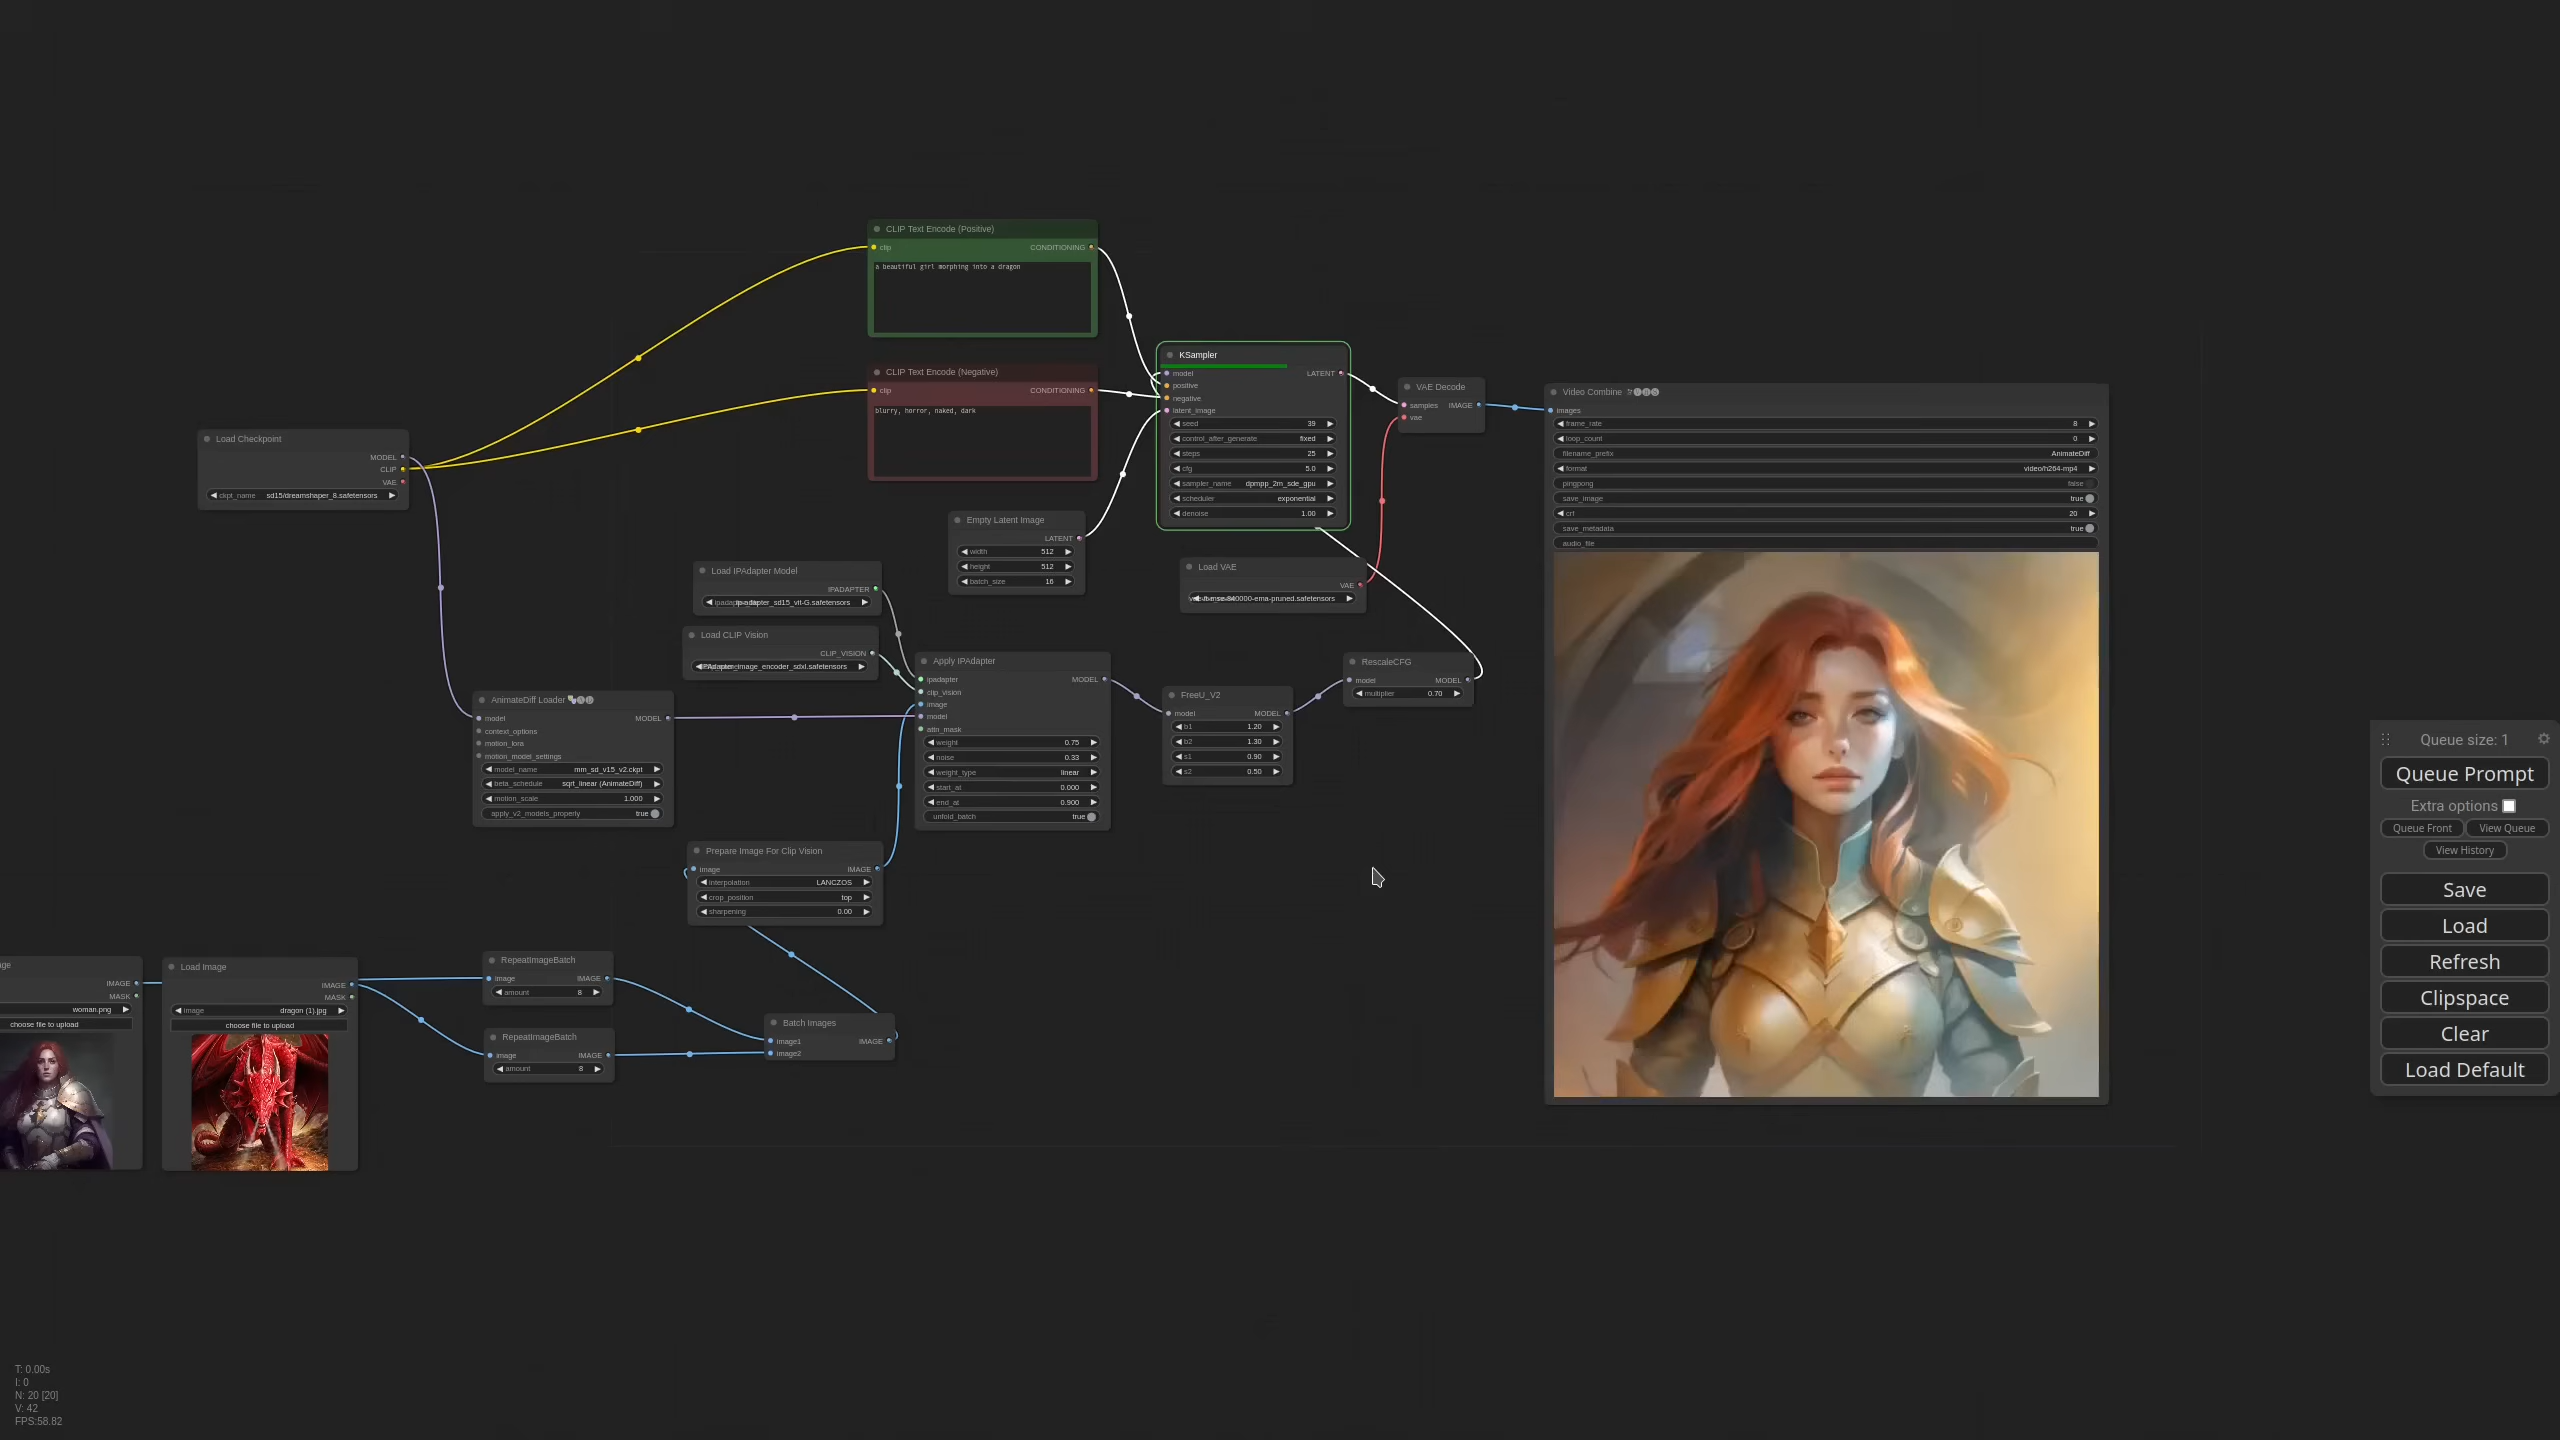 CLIP Text Encode (Positive)
clip CONDITIONING
a beautiful girl morphing into a dragon
CLIP Text Encode (Negative)
clip CONDITIONING
blurry, horror, naked, dark
Load Checkpoint
MODEL
CLIP
VAE
ckpt_name sd15/dreamshaper_8.safetensors
KSampler
model LATENT
positive
negative
latent_image
seed 39
control_after_generate fixed
steps 25
cfg 5.0
sampler_name dpmpp_2m_sde_gpu
scheduler exponential
denoise 1.00
VAE Decode
samples IMAGE
vae
Video Combine
images
frame_rate 8
loop_count 0
filename_prefix AnimateDiff
format video/h264-mp4
pingpong false
save_image true
crf 20
save_metadata true
audio_file
Empty Latent Image
LATENT
width 512
height 512
batch_size 16
Load VAE
VAE
840000-ema-pruned.safetensors
Load IPAdapter Model
IPADAPTER
sd15_vit-G.safetensors
Load CLIP Vision
CLIP_VISION
image_encoder_sdxl.safetensors
Apply IPAdapter
ipadapter MODEL
clip_vision
image
model
attn_mask
weight 0.75
noise 0.33
weight_type linear
start_at 0.000
end_at 0.900
unfold_batch true
FreeU_V2
model MODEL
b1 1.20
b2 1.30
s1 0.90
s2 0.50
RescaleCFG
model MODEL
multiplier 0.70
AnimateDiff Loader
model MODEL
context_options
motion_lora
motion_model_settings
model_name mm_sd_v15_v2.ckpt
beta_schedule sqrt_linear (AnimateDiff)
motion_scale 1.000
apply_v2_models_properly true
Prepare Image For Clip Vision
image IMAGE
interpolation LANCZOS
crop_position top
sharpening 0.00
ge
IMAGE
MASK
woman.png
choose file to upload
Load Image
IMAGE
MASK
image dragon (1).jpg
choose file to upload
RepeatImageBatch
image IMAGE
amount 8
RepeatImageBatch
image IMAGE
amount 8
Batch Images
image1 IMAGE
image2
Queue size: 1
Queue Prompt
Extra options
Queue Front View Queue
View History
Save
Load
Refresh
Clipspace
Clear
Load Default
T: 0.00s
I: 0
N: 20 [20]
V: 42
FPS:58.82